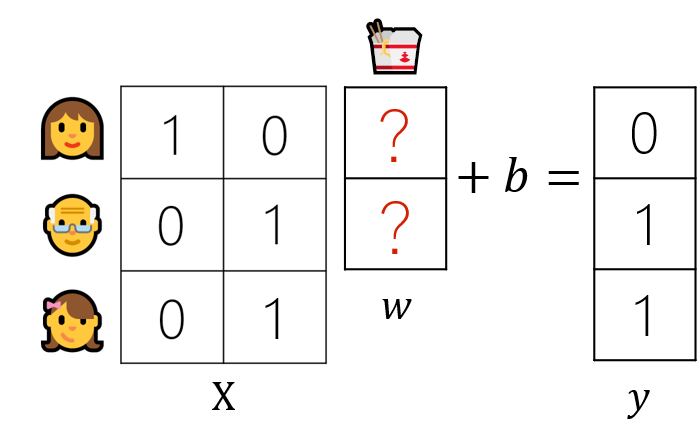 1 0 ? 0
+ b =
0 1 ? 1
0 1 1
w
X y